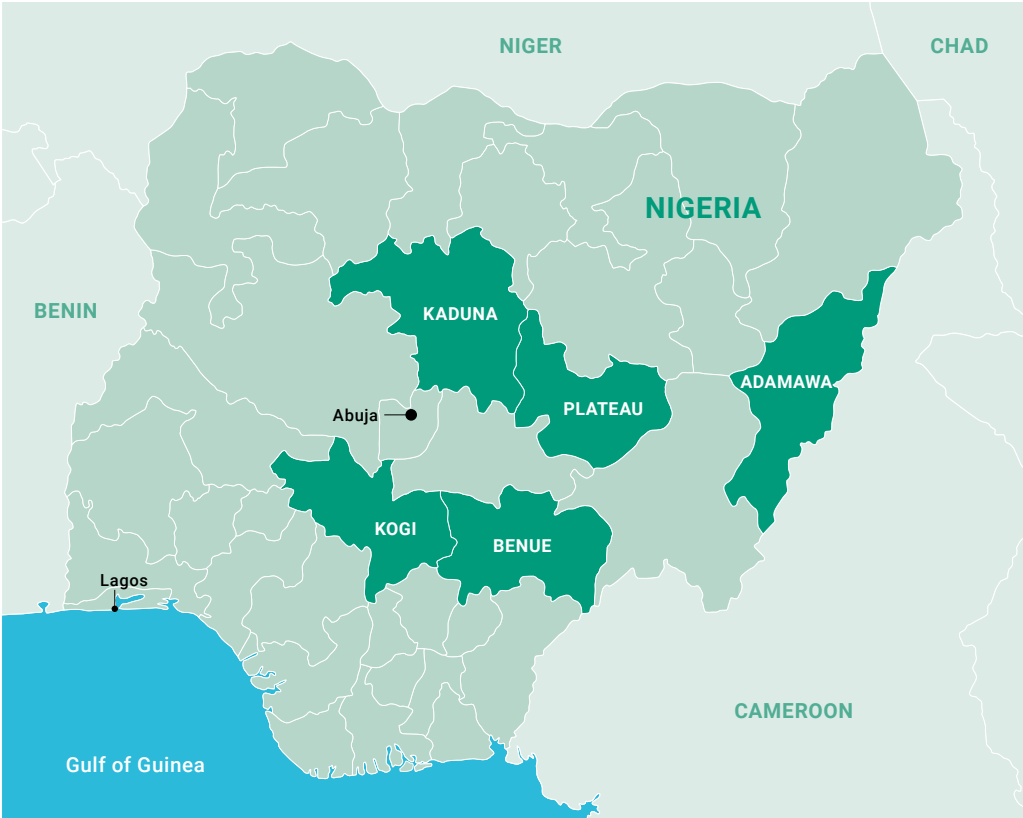 NIGER
CHAD
NIGERIA
BENIN
KADUNA
ADAMAWA
PLATEAU
Abuja
KOGI
BENUE
Lagos
CAMEROON
Gulf of Guinea